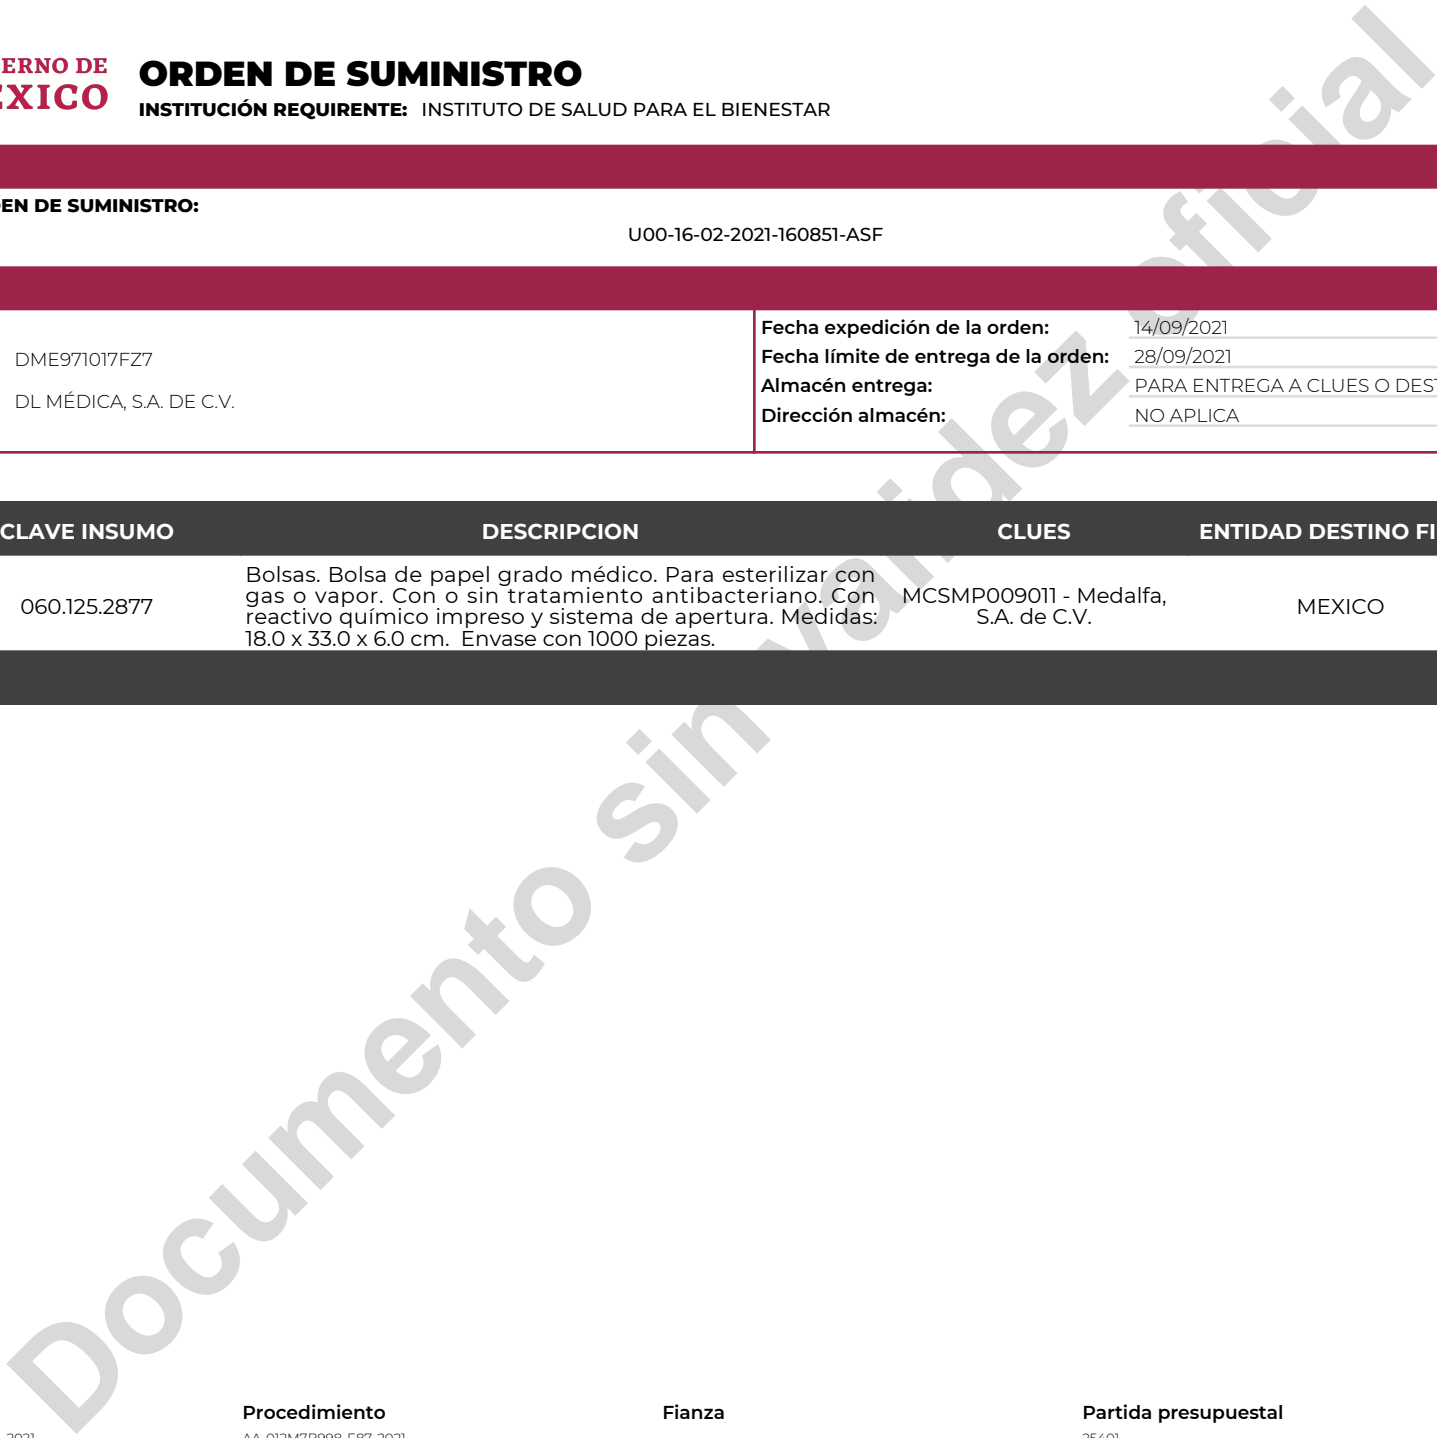 ERNO DE
ÉXICO
ORDEN DE SUMINISTRO
INSTITUCIÓN REQUIRENTE: INSTITUTO DE SALUD PARA EL BIENESTAR
EN DE SUMINISTRO:
U00-16-02-2021-160851-ASF
DME971017FZ7
DL MÉDICA, S.A. DE C.V.
Fecha expedición de la orden: 14/09/2021
Fecha límite de entrega de la orden: 28/09/2021
Almacén entrega: PARA ENTREGA A CLUES O DEST
Dirección almacén: NO APLICA
CLAVE INSUMO DESCRIPCION CLUES ENTIDAD DESTINO FI
060.125.2877
Bolsas. Bolsa de papel grado médico. Para esterilizar con
gas o vapor. Con o sin tratamiento antibacteriano. Con
reactivo químico impreso y sistema de apertura. Medidas:
18.0 x 33.0 x 6.0 cm. Envase con 1000 piezas.
MCSMP009011 - Medalfa,
S.A. de C.V.
MEXICO
Documento sin validez oficial
Procedimiento Fianza Partida presupuestal